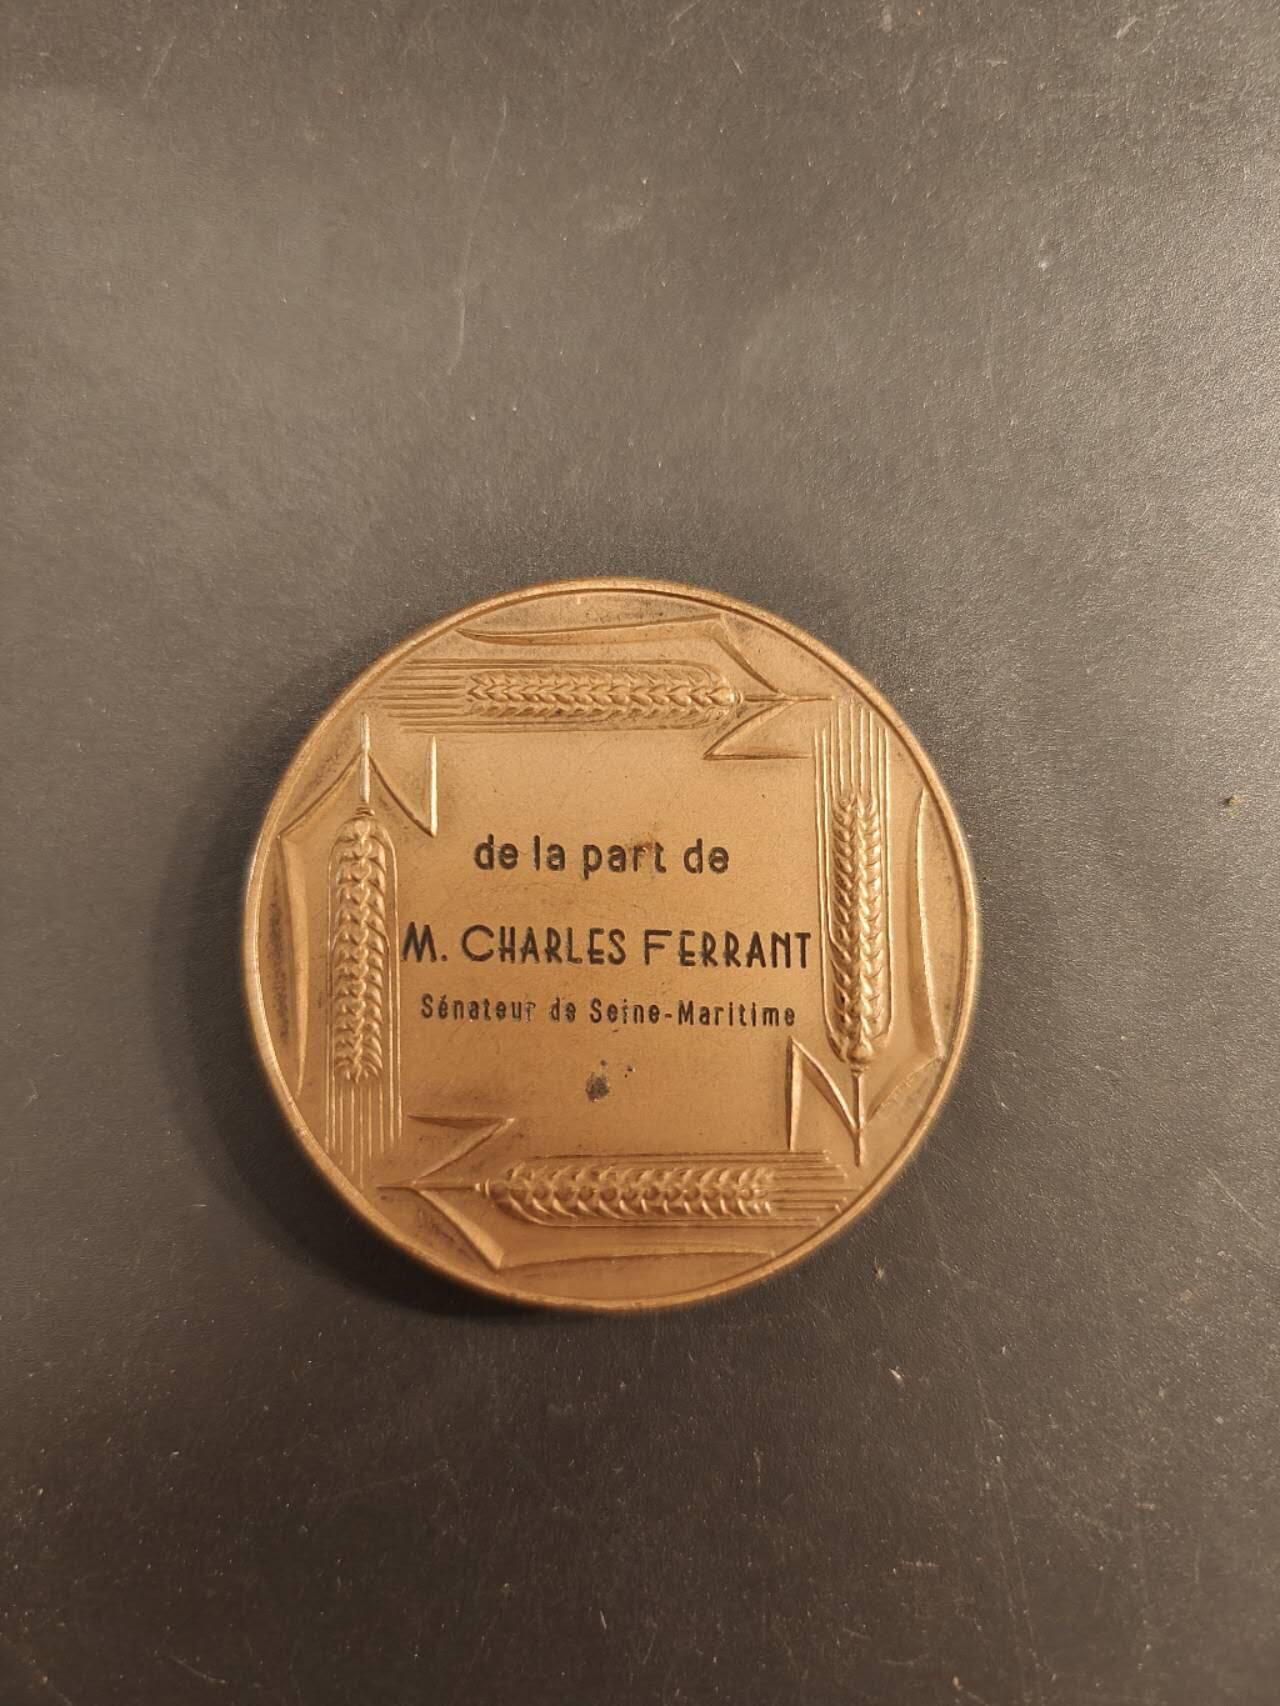 de la part de
M. CHARLES FERRANT
Sénateur de Seine-Maritime